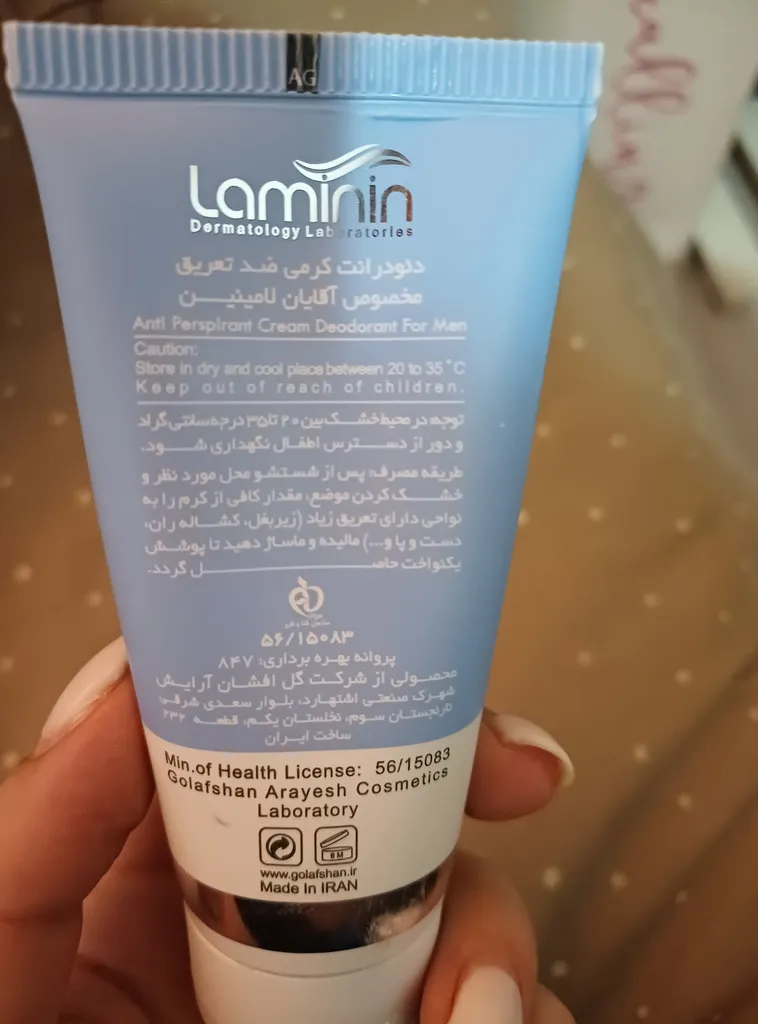 AG
Laminin
Dermatology Laboratories
دئودرانت کرمی ضد تعریق
مخصوص آقایان لامینین
Anti Perspirant Cream Deodorant For Men
Caution:
Store in dry and cool place between 20 to 35˚C
Keep out of reach of children.
توجه: در محیط خشک بین ۲۰ تا ۳۵ درجه سانتی گراد
و دور از دسترس اطفال نگهداری شود.
طریقه مصرف: پس از شستشو محل مورد نظر و
خشک کردن موضع، مقدار کافی از کرم را به
نواحی دارای تعریق زیاد (زیربغل، کشاله ران،
دست و پا و...) مالیده و ماساژ دهید تا پوشش
یکنواخت حاصل گردد.
سازمان غذا و دارو
۵۶/۱۵۰۸۳
پروانه بهره برداری: ۸۴۷
محصولی از شرکت گل افشان آرایش
شهرک صنعتی اشتهارد، بلوار سعدی شرقی
نارنجستان سوم، نخلستان یکم، قطعه ۲۳۲
ساخت ایران
Min.of Health License: 56/15083
Golafshan Arayesh Cosmetics
Laboratory
6M
www.golafshan.ir
Made In IRAN